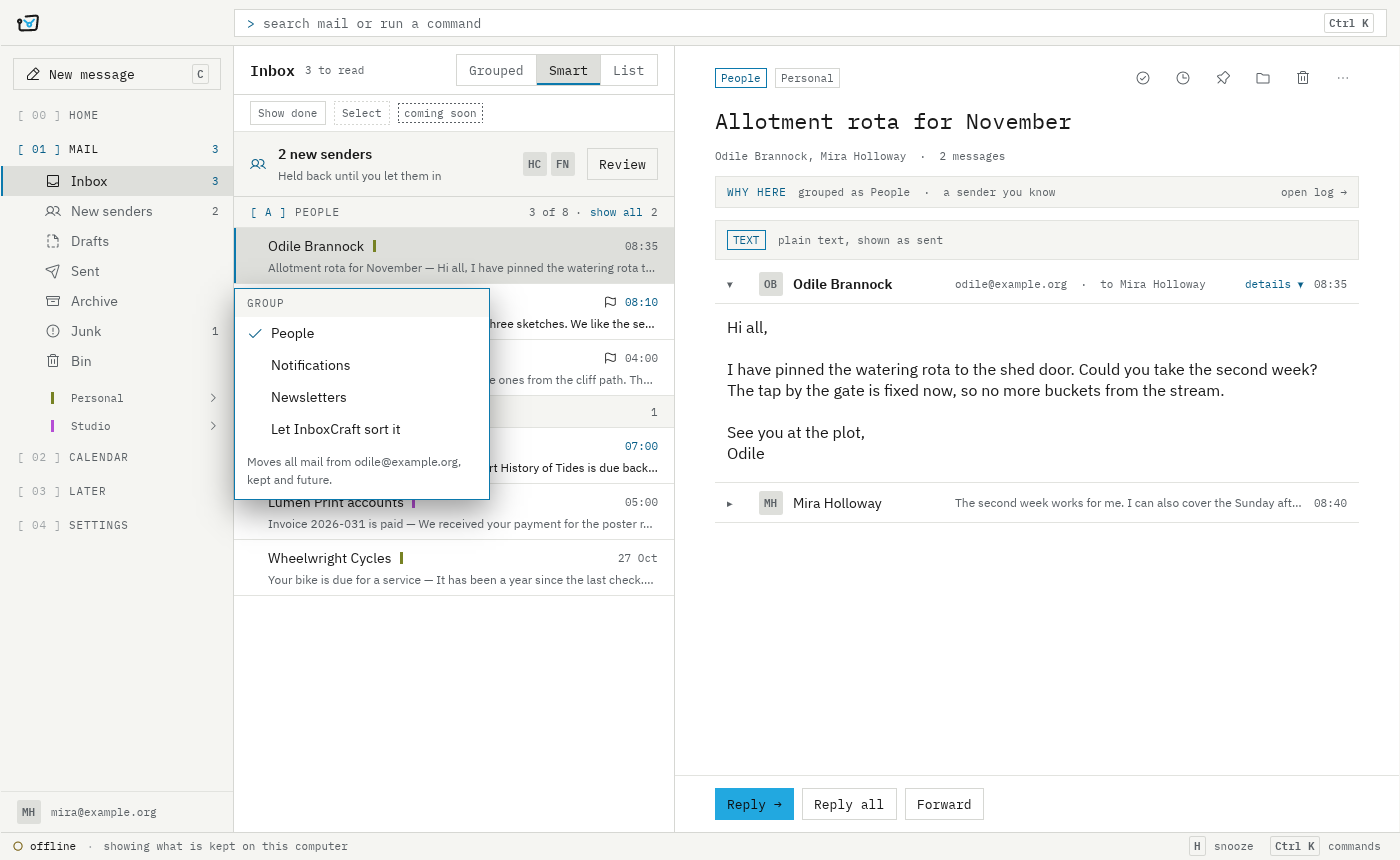 > search mail or run a command Ctrl K
New message C
[ 00 ] HOME
[ 01 ] MAIL 3
Inbox 3
New senders 2
Drafts
Sent
Archive
Junk 1
Bin
Personal
Studio
[ 02 ] CALENDAR
[ 03 ] LATER
[ 04 ] SETTINGS
MH mira@example.org
Inbox 3 to read Grouped Smart List
Show done Select coming soon
2 new senders
Held back until you let them in
HC FN Review
[ A ] PEOPLE 3 of 8 · show all 2
Odile Brannock 08:35
Allotment rota for November — Hi all, I have pinned the watering rota t…
08:10
hree sketches. We like the se…
04:00
e ones from the cliff path. Th…
1
07:00
rt History of Tides is due back…
Lumen Print accounts 05:00
Invoice 2026-031 is paid — We received your payment for the poster r…
Wheelwright Cycles 27 Oct
Your bike is due for a service — It has been a year since the last check.…
GROUP
People
Notifications
Newsletters
Let InboxCraft sort it
Moves all mail from odile@example.org,
kept and future.
People Personal
Allotment rota for November
Odile Brannock, Mira Holloway · 2 messages
WHY HERE grouped as People · a sender you know open log →
TEXT plain text, shown as sent
▾ OB Odile Brannock odile@example.org · to Mira Holloway details ▾ 08:35
Hi all,
I have pinned the watering rota to the shed door. Could you take the second week?
The tap by the gate is fixed now, so no more buckets from the stream.
See you at the plot,
Odile
▸ MH Mira Holloway The second week works for me. I can also cover the Sunday aft… 08:40
Reply → Reply all Forward
offline · showing what is kept on this computer
H snooze Ctrl K commands